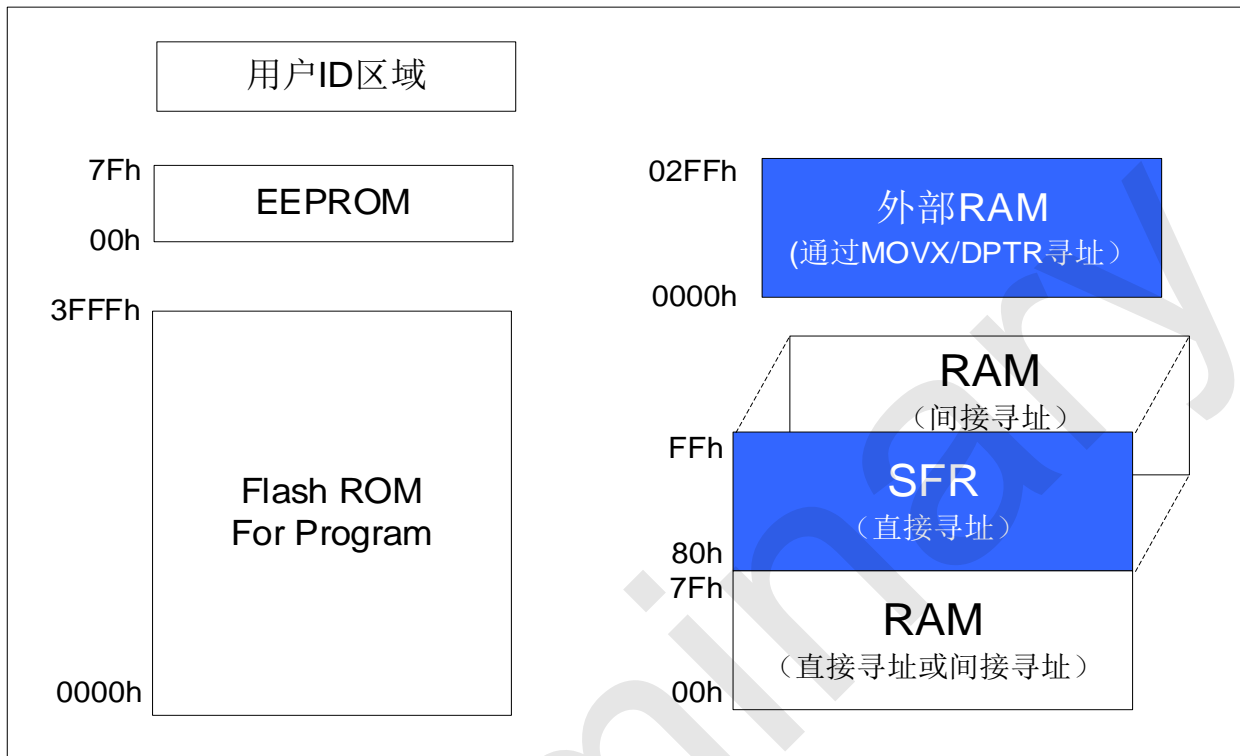 用户ID区域
7Fh
EEPROM
00h
3FFFh
Flash ROM
For Program
0000h
02FFh
外部RAM
(通过MOVX/DPTR寻址）
0000h
RAM
（间接寻址）
FFh
SFR
（直接寻址）
80h
7Fh
RAM
（直接寻址或间接寻址）
00h
minary